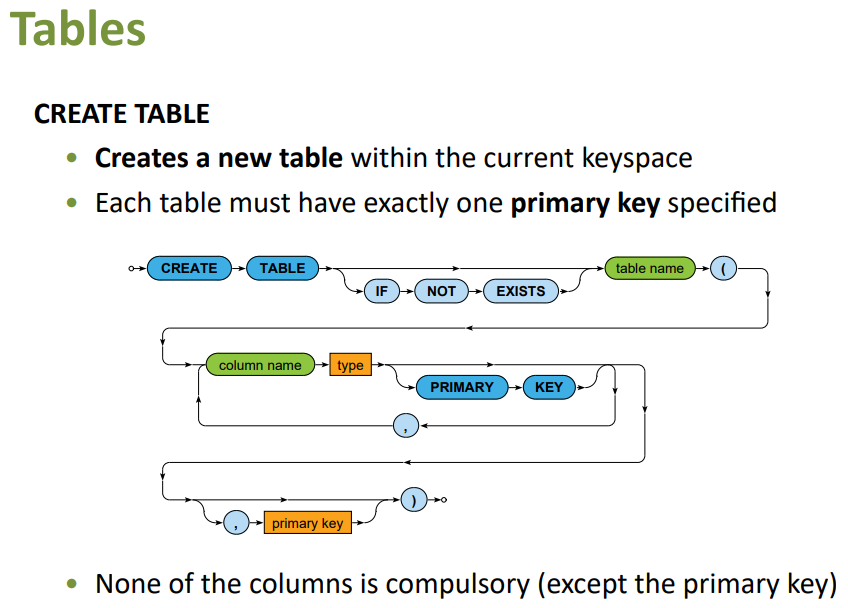 Tables
CREATE TABLE
• Creates a new table within the current keyspace
• Each table must have exactly one primary key specified
CREATE TABLE table name (
IF NOT EXISTS
column name type
PRIMARY KEY
,
)
, primary key
• None of the columns is compulsory (except the primary key)